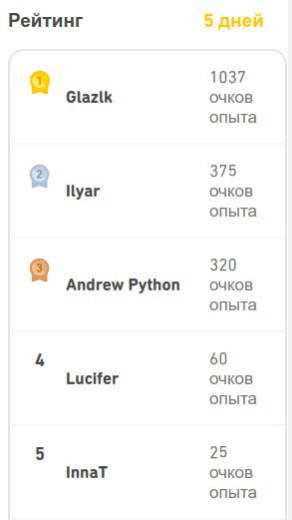 Рейтинг 5 дней
1 Glazlk 1037
очков
опыта
2 Ilyar 375
очков
опыта
3 Andrew Python 320
очков
опыта
4 Lucifer 60
очков
опыта
5 InnaT 25
очков
опыта